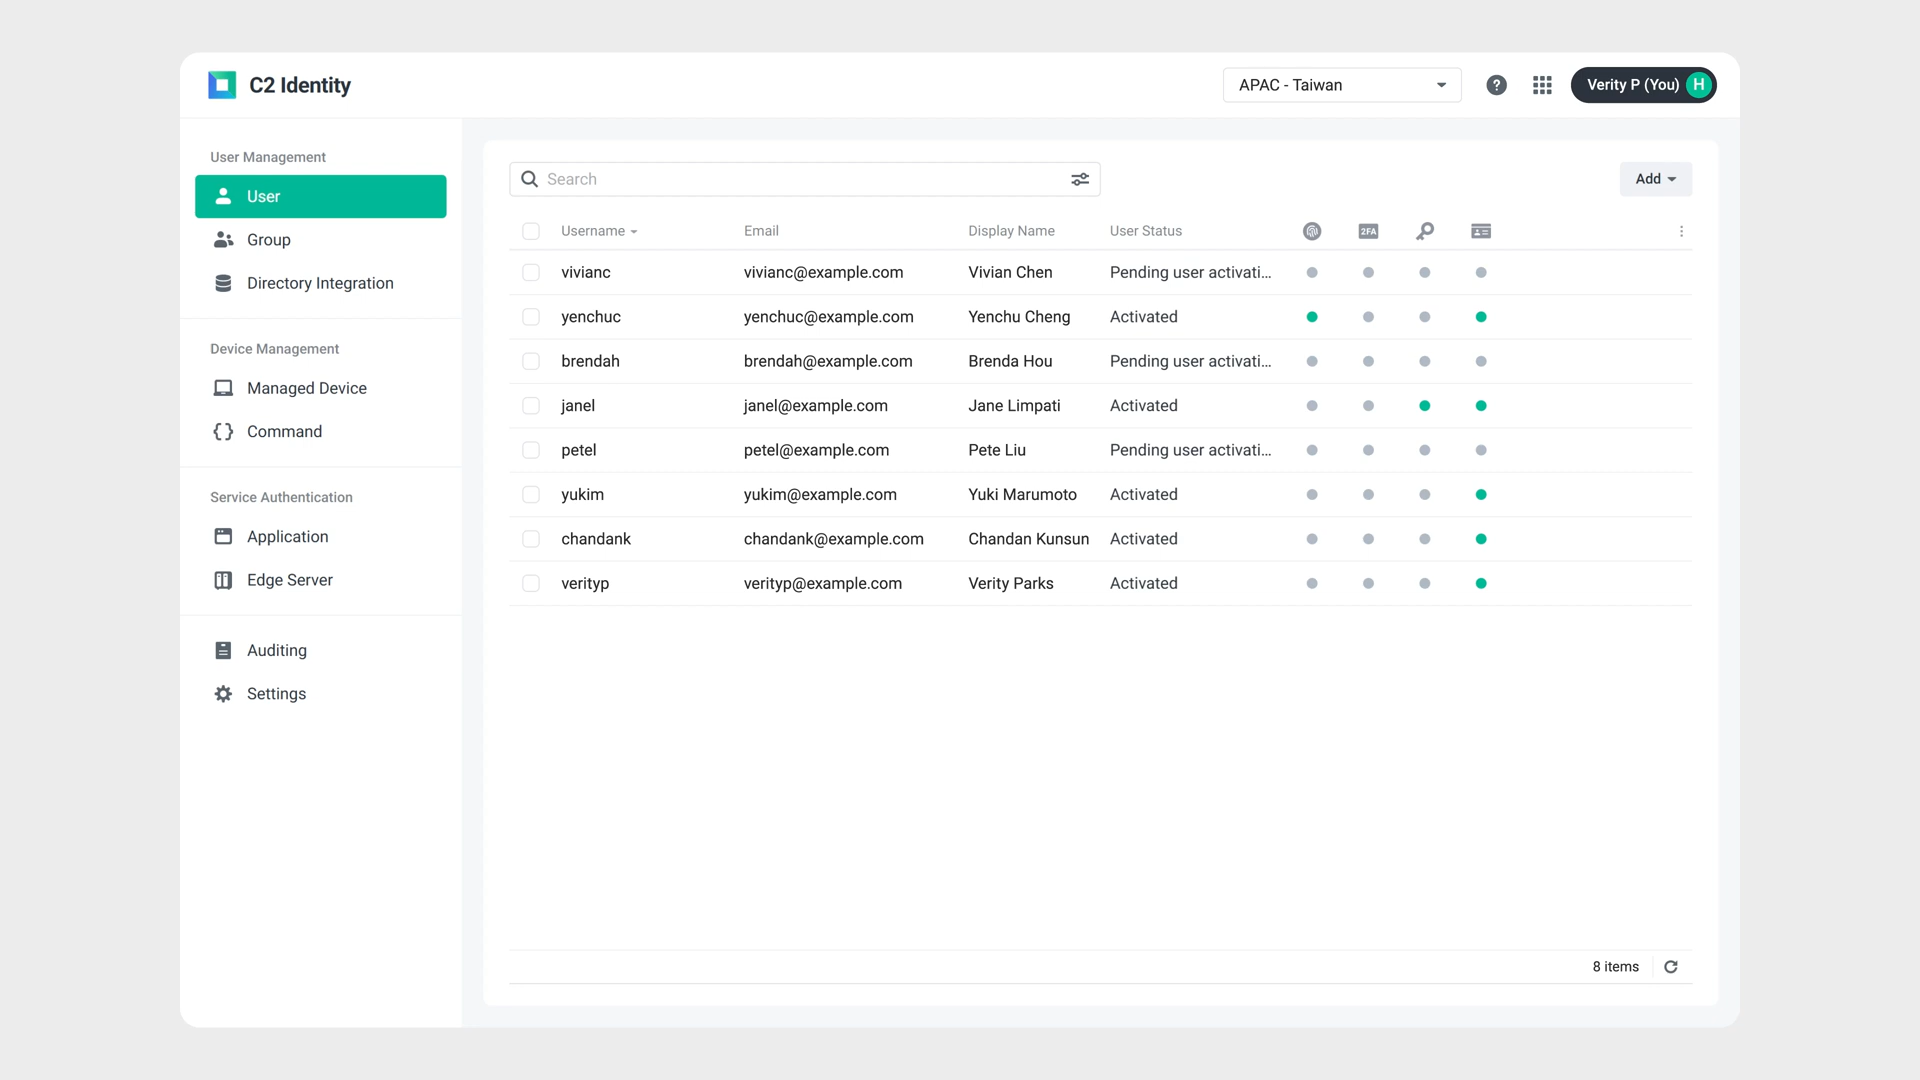 C2 Identity
APAC - Taiwan
?
Verity P (You)
H
User Management
User
Group
Directory Integration
Device Management
Managed Device
Command
Service Authentication
Application
Edge Server
Auditing
Settings
Search
Add
Username Email Display Name User Status 2FA
vivianc vivianc@example.com Vivian Chen Pending user activati...
yenchuc yenchuc@example.com Yenchu Cheng Activated
brendah brendah@example.com Brenda Hou Pending user activati...
janel janel@example.com Jane Limpati Activated
petel petel@example.com Pete Liu Pending user activati...
yukim yukim@example.com Yuki Marumoto Activated
chandank chandank@example.com Chandan Kunsun Activated
verityp verityp@example.com Verity Parks Activated
8 items